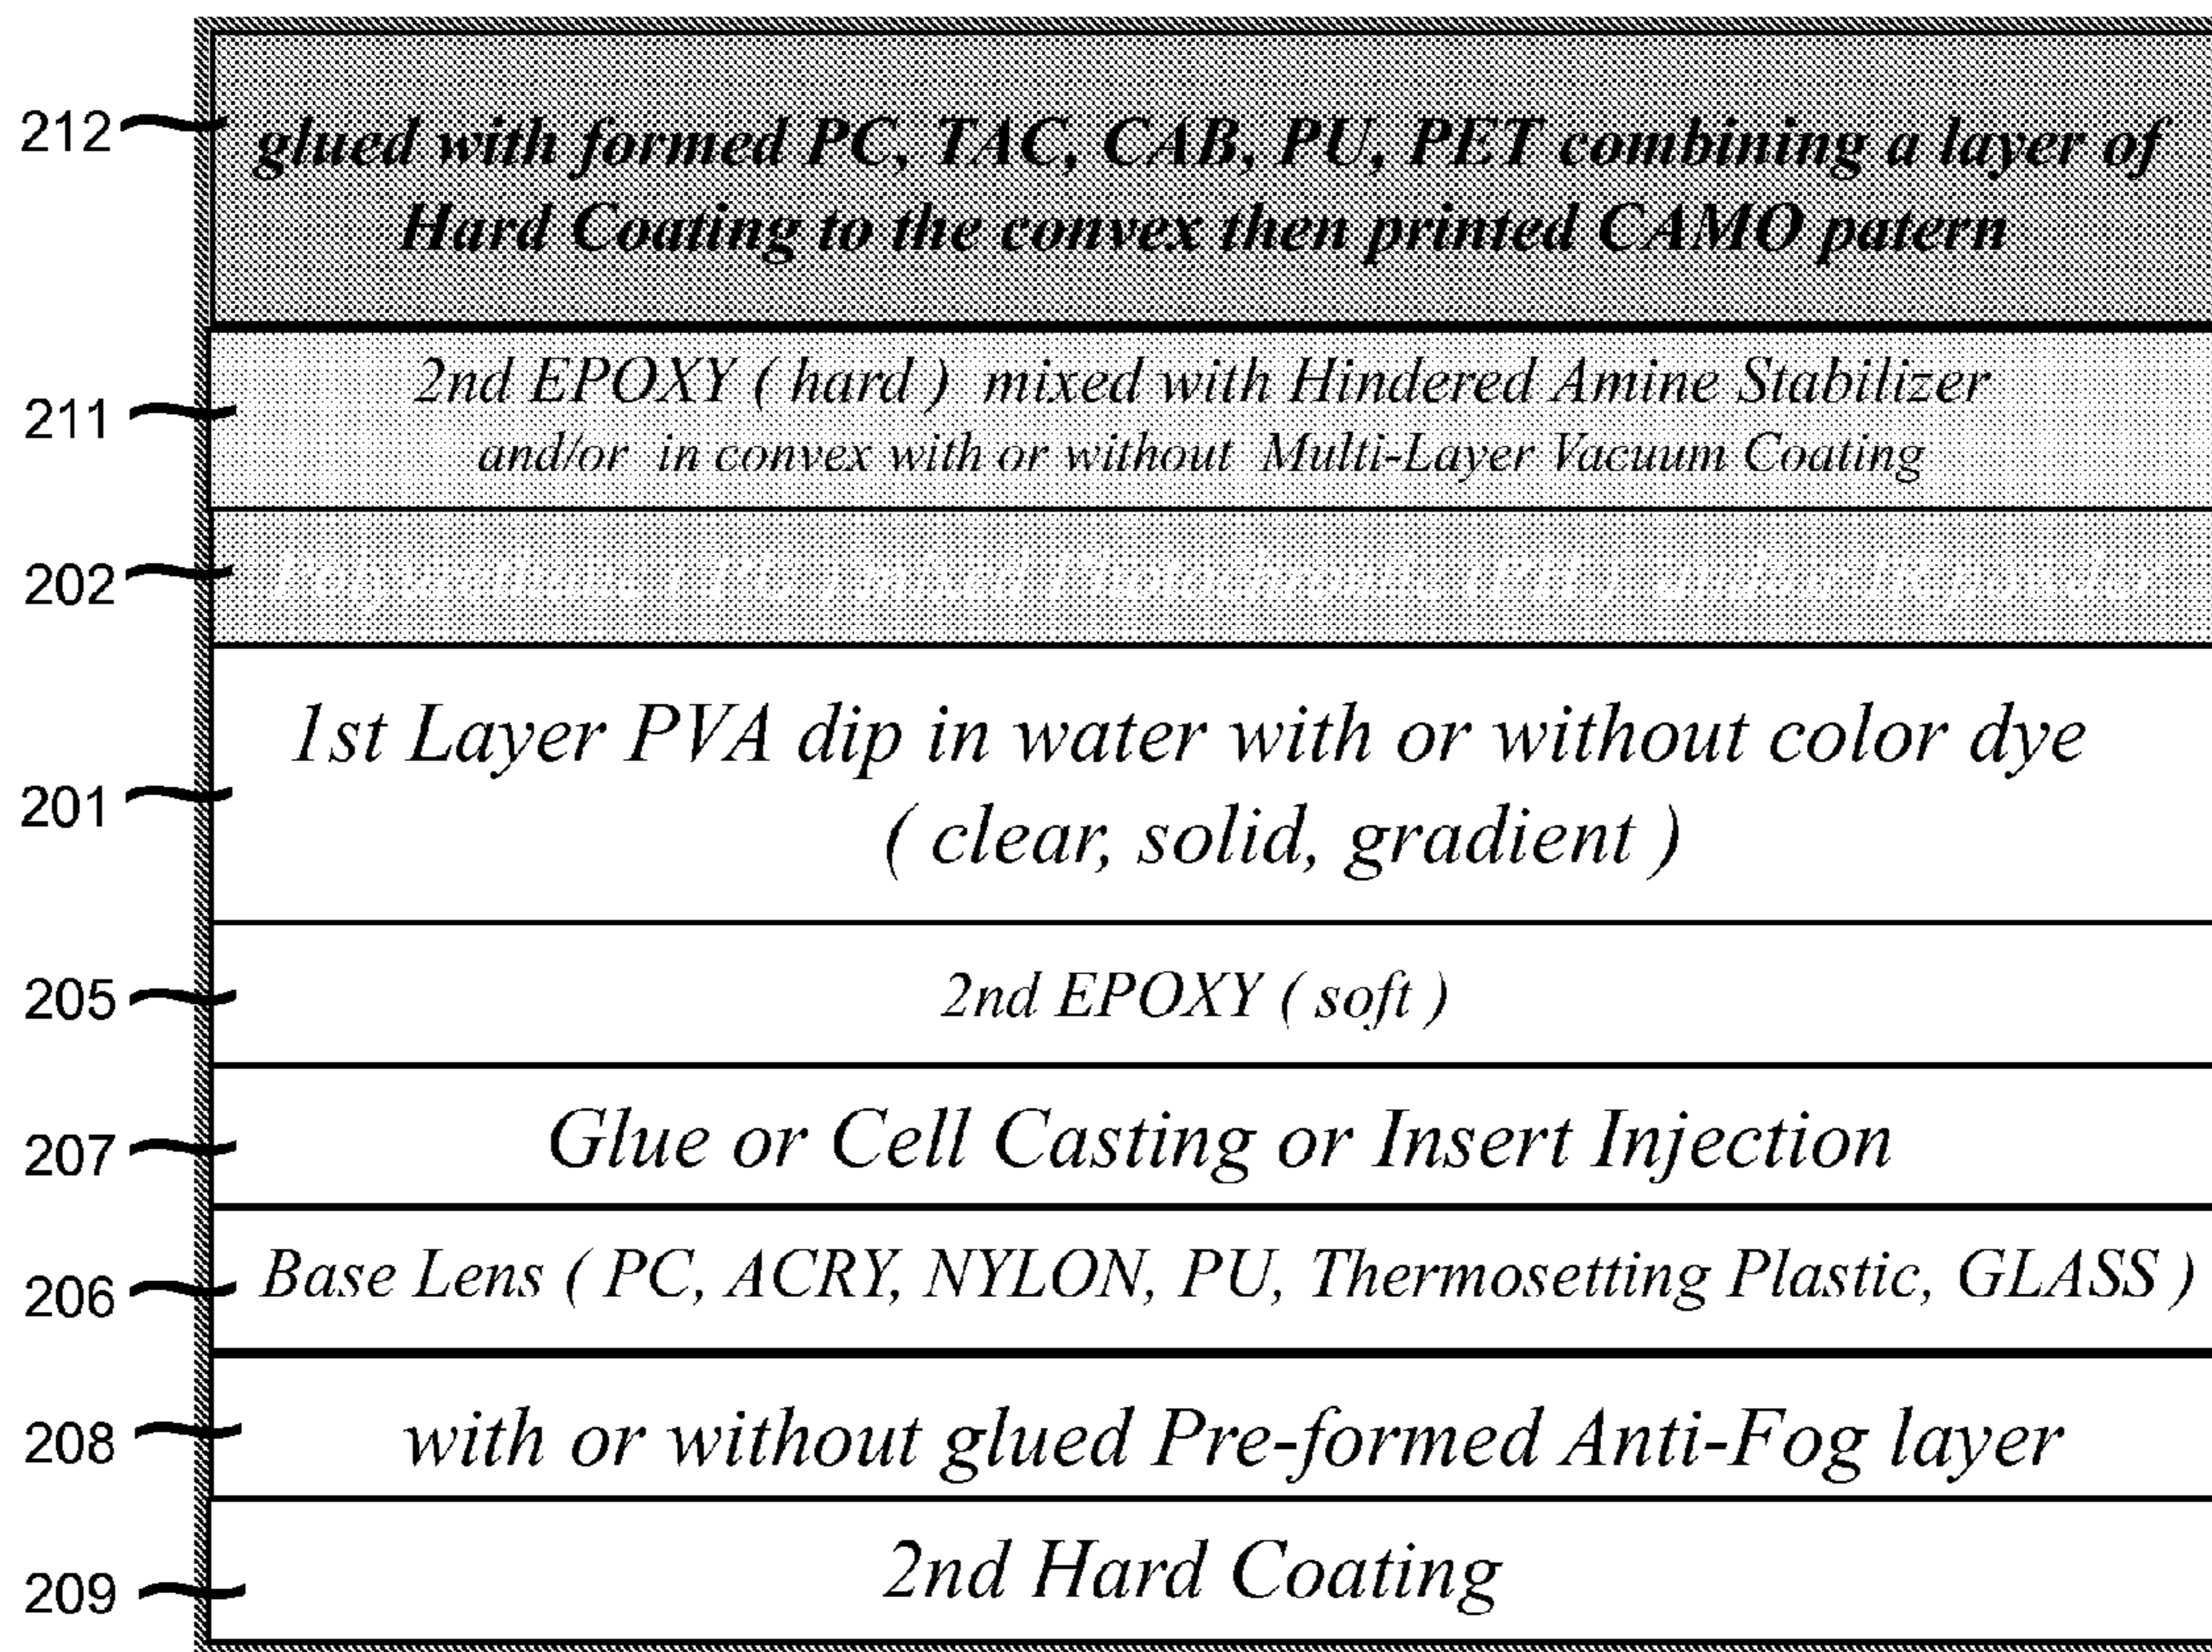 212
glued with formed PC, TAC, CAB, PU, PET combining a layer of
Hard Coating to the convex then printed CAMO patern
211
2nd EPOXY ( hard ) mixed with Hindered Amine Stabilizer
and/or in convex with or without Multi-Layer Vacuum Coating
202
201
1st Layer PVA dip in water with or without color dye
( clear, solid, gradient )
205
2nd EPOXY ( soft )
207
Glue or Cell Casting or Insert Injection
206
Base Lens ( PC, ACRY, NYLON, PU, Thermosetting Plastic, GLASS )
208
with or without glued Pre-formed Anti-Fog layer
209
2nd Hard Coating